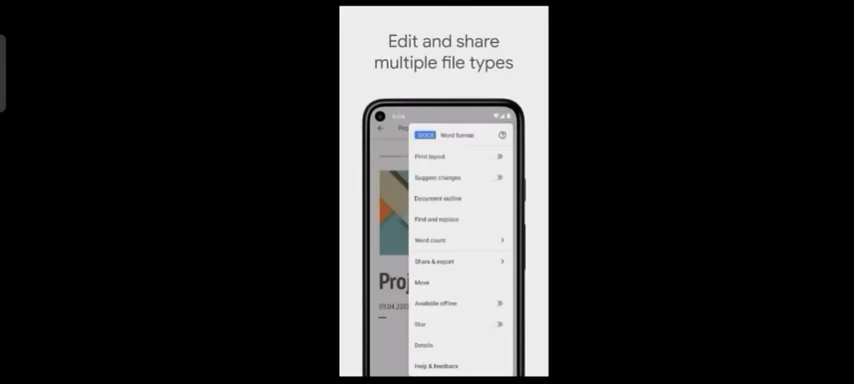 Edit and share
multiple file types
DOCX Word format
Print layout
Suggest changes
Document outline
Find and replace
Word count
Share & export
Move
Available offline
Star
Details
Help & feedback
Proj